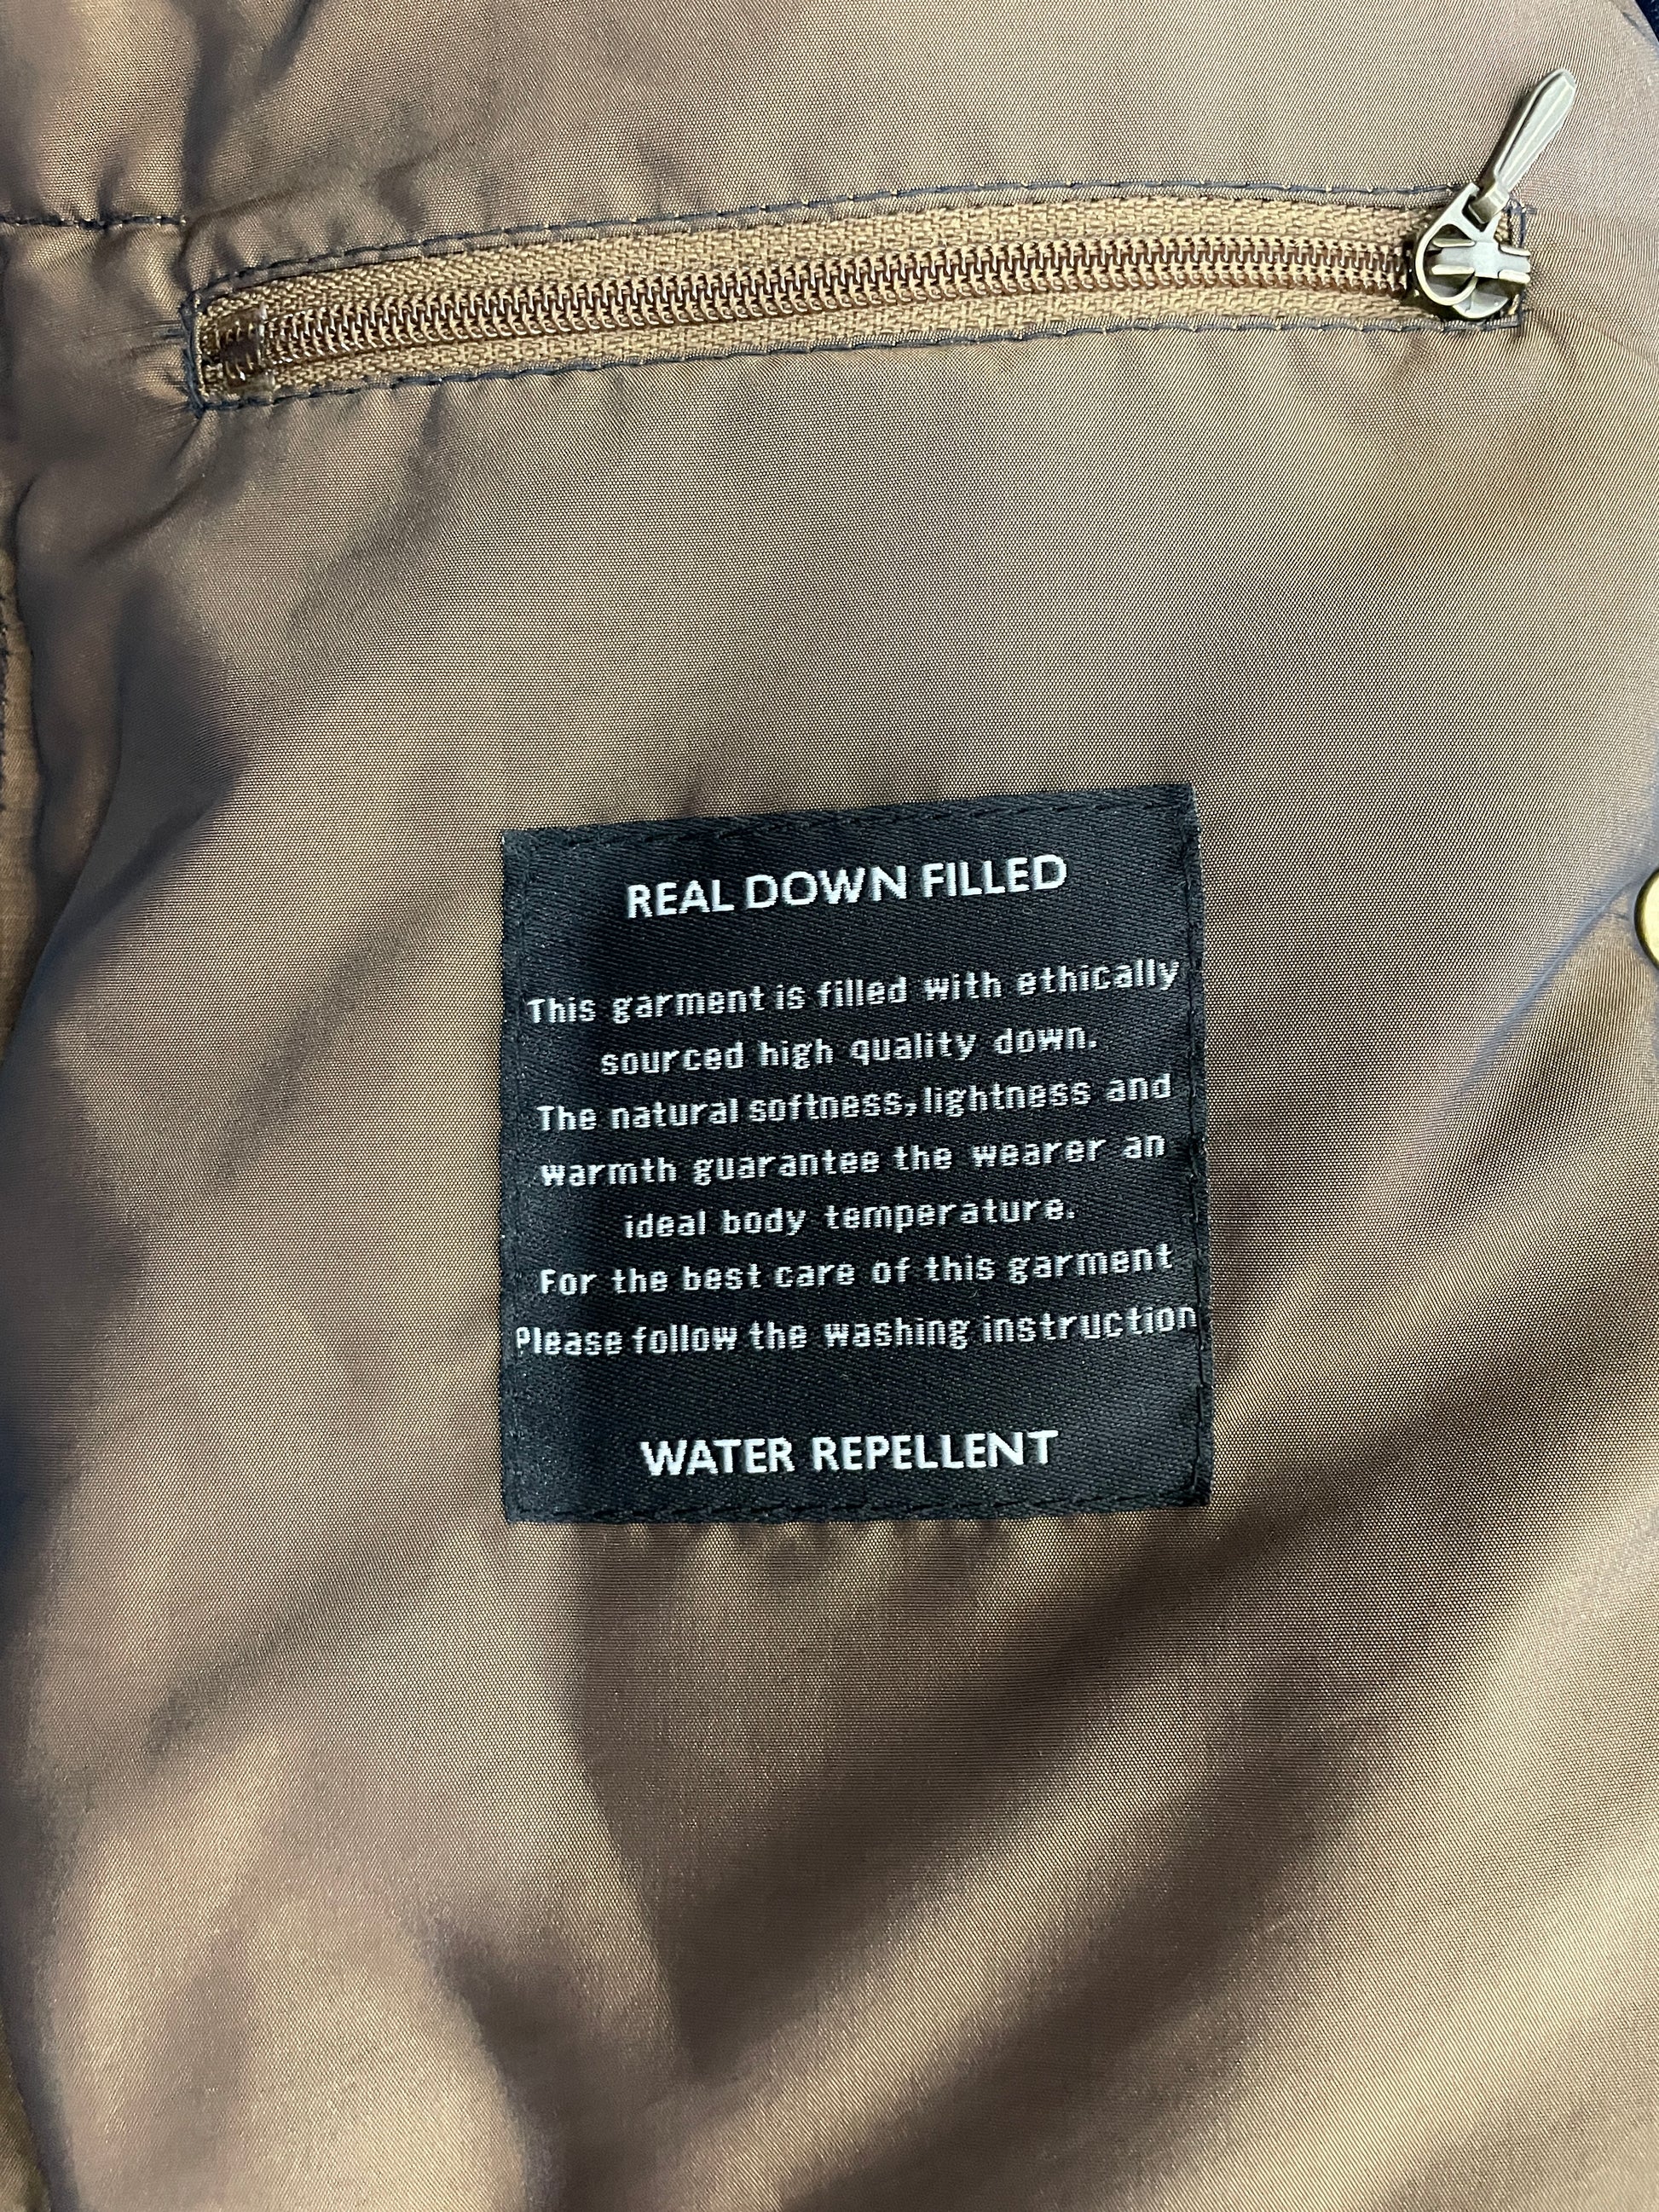 REAL DOWN FILLED
This garment is filled with ethically
sourced high quality down.
The natural softness, lightness and
warmth guarantee the wearer an
ideal body temperature.
For the best care of this garment
Please follow the washing instruction
WATER REPELLENT